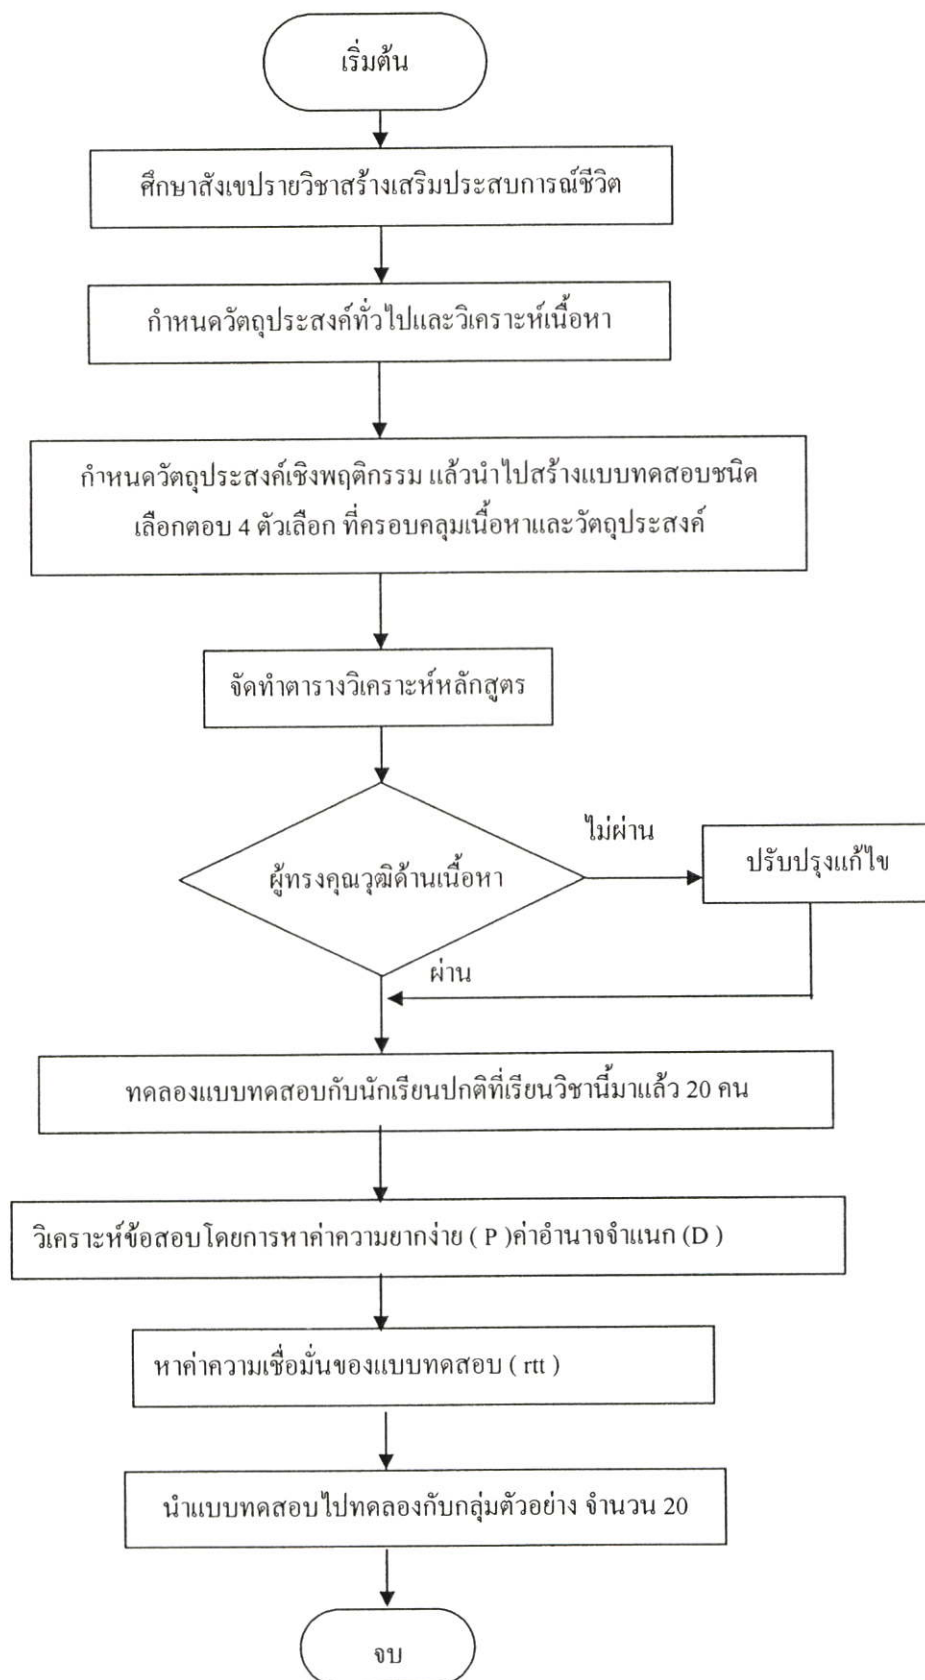 เริ่มต้น
ศึกษาสังเขปรายวิชาสร้างเสริมประสบการณ์ชีวิต
กำหนดวัตถุประสงค์ทั่วไปและวิเคราะห์เนื้อหา
กำหนดวัตถุประสงค์เชิงพฤติกรรม แล้วนำไปสร้างแบบทดสอบชนิด
เลือกตอบ 4 ตัวเลือก ที่ครอบคลุมเนื้อหาและวัตถุประสงค์
จัดทำตารางวิเคราะห์หลักสูตร
ไม่ผ่าน
ผู้ทรงคุณวุฒิด้านเนื้อหา
ปรับปรุงแก้ไข
ผ่าน
ทดลองแบบทดสอบกับนักเรียนปกติที่เรียนวิชานี้มาแล้ว 20 คน
วิเคราะห์ข้อสอบโดยการหาค่าความยากง่าย ( P )ค่าอำนาจจำแนก (D )
หาค่าความเชื่อมั่นของแบบทดสอบ ( rtt )
นำแบบทดสอบไปทดลองกับกลุ่มตัวอย่าง จำนวน 20
จบ